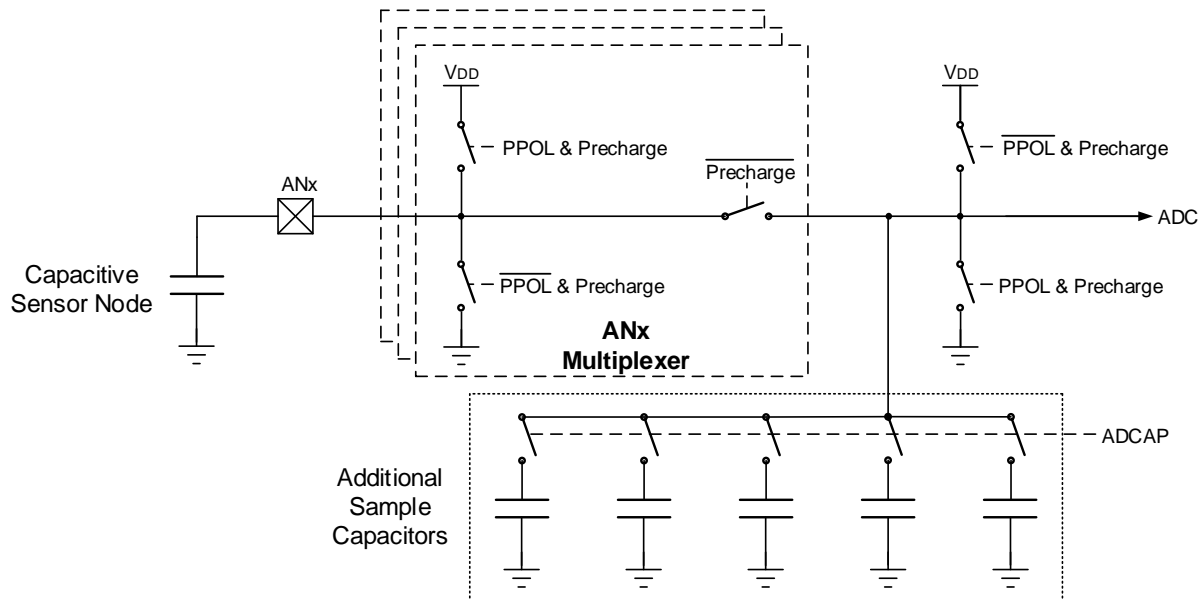 VDD
VDD
PPOL & Precharge
PPOL & Precharge
Precharge
ANx
ADC
Capacitive
Sensor Node
PPOL & Precharge
PPOL & Precharge
ANx
Multiplexer
ADCAP
Additional
Sample
Capacitors